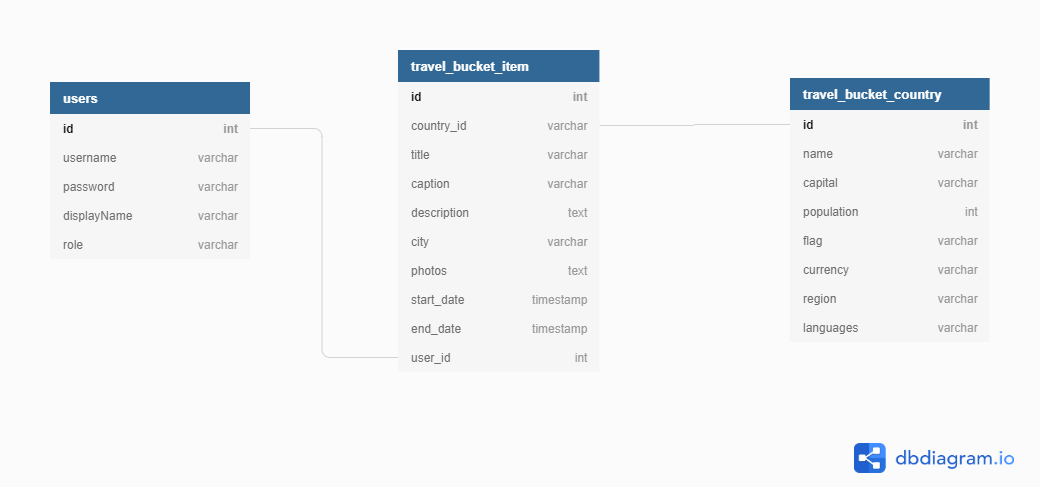 users
id int
username varchar
password varchar
displayName varchar
role varchar
travel_bucket_item
id int
country_id varchar
title varchar
caption varchar
description text
city varchar
photos text
start_date timestamp
end_date timestamp
user_id int
travel_bucket_country
id int
name varchar
capital varchar
population int
flag varchar
currency varchar
region varchar
languages varchar
dbdiagram.io